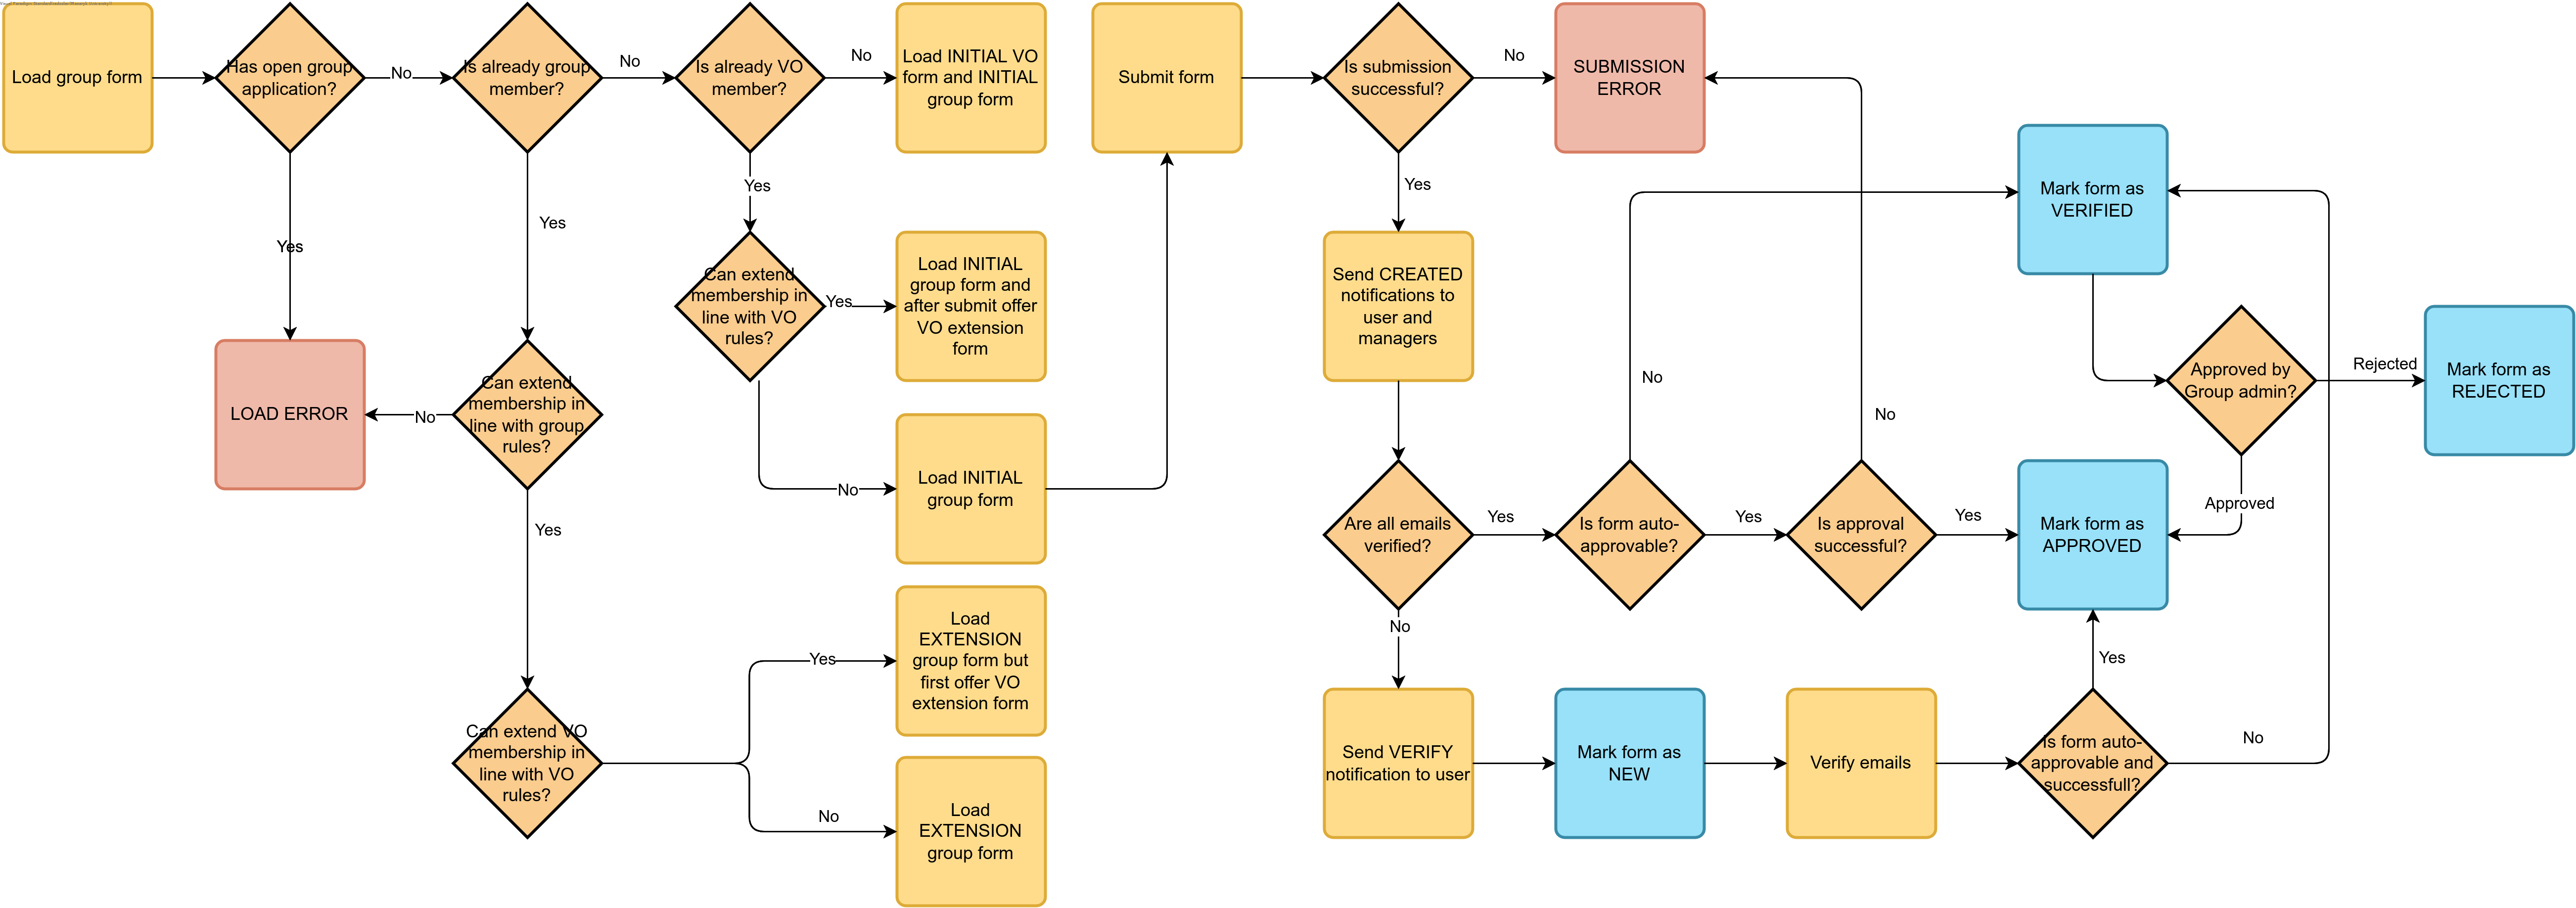 Load group form
Has open group
application?
No
Is already group
member?
No
Is already VO
member?
No
Load INITIAL VO
form and INITIAL
group form
Submit form
Is submission
successful?
No
SUBMISSION
ERROR
Yes
Yes
Yes
Yes
Can extend
membership in
line with VO
rules?
Yes
Load INITIAL
group form and
after submit offer
VO extension
form
Send CREATED
notifications to
user and
managers
Mark form as
VERIFIED
No
No
Approved by
Group admin?
Rejected
Mark form as
REJECTED
Approved
LOAD ERROR
No
Can extend
membership in
line with group
rules?
No
Load INITIAL
group form
Yes
Are all emails
verified?
Yes
Is form auto-
approvable?
Yes
Is approval
successful?
Yes
Mark form as
APPROVED
No
Yes
Can extend VO
membership in
line with VO
rules?
Yes
Load
EXTENSION
group form but
first offer VO
extension form
No
Load
EXTENSION
group form
Send VERIFY
notification to user
Mark form as
NEW
Verify emails
Is form auto-
approvable and
successfull?
No